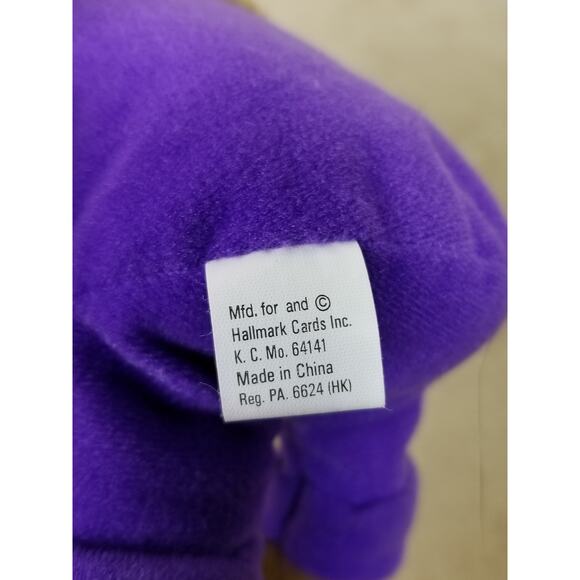 Mfd. for and ©
Hallmark Cards Inc.
K. C. Mo. 64141
Made in China
Reg. PA. 6624 (HK)